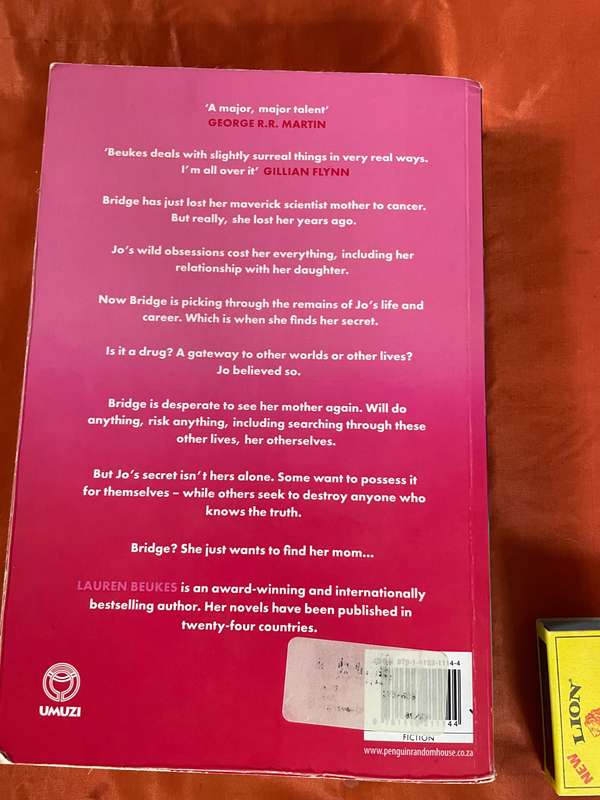 'A major, major talent'
GEORGE R.R. MARTIN
'Beukes deals with slightly surreal things in very real ways.
I'm all over it' GILLIAN FLYNN
Bridge has just lost her maverick scientist mother to cancer.
But really, she lost her years ago.
Jo's wild obsessions cost her everything, including her
relationship with her daughter.
Now Bridge is picking through the remains of Jo's life and
career. Which is when she finds her secret.
Is it a drug? A gateway to other worlds or other lives?
Jo believed so.
Bridge is desperate to see her mother again. Will do
anything, risk anything, including searching through these
other lives, her otherselves.
But Jo's secret isn't hers alone. Some want to possess it
for themselves – while others seek to destroy anyone who
knows the truth.
Bridge? She just wants to find her mom...
LAUREN BEUKES is an award-winning and internationally
bestselling author. Her novels have been published in
twenty-four countries.
UMUZI
FICTION
www.penguinrandomhouse.co.za
NEW LION